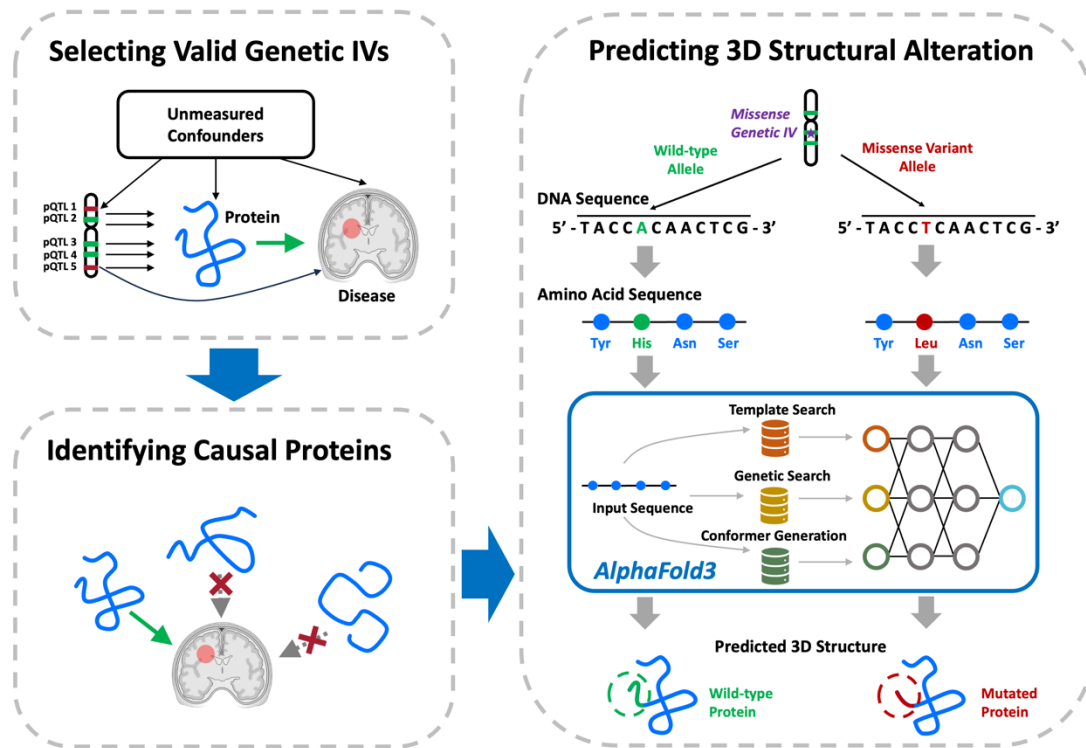 Selecting Valid Genetic IVs
Unmeasured
Confounders
pQTL 1
pQTL 2
pQTL 3
pQTL 4
pQTL 5
Protein
Disease
Identifying Causal Proteins
Predicting 3D Structural Alteration
Missense
Genetic IV
Wild-type
Allele
Missense Variant
Allele
DNA Sequence
5’ - T A C C A C A A C T C G - 3’
5’ - T A C C T C A A C T C G - 3’
Amino Acid Sequence
Tyr His Asn Ser
Tyr Leu Asn Ser
Template Search
Genetic Search
Input Sequence
Conformer Generation
AlphaFold3
Predicted 3D Structure
Wild-type
Protein
Mutated
Protein